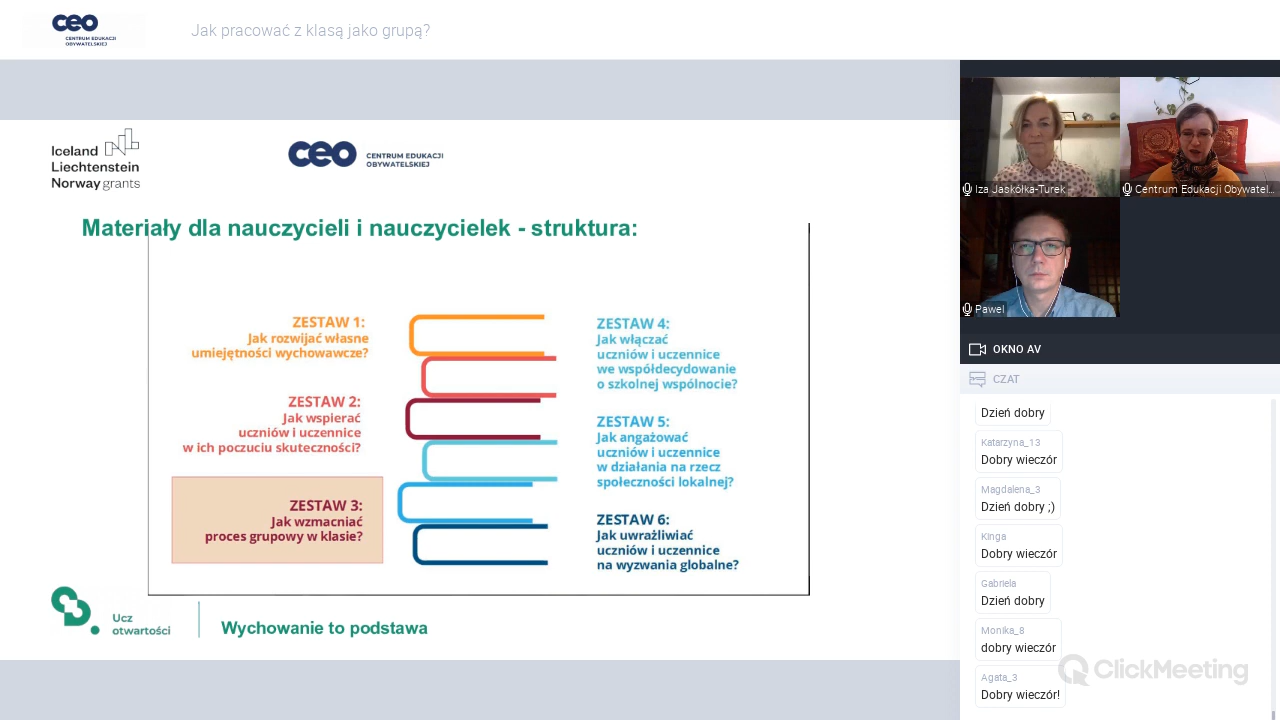 ceo
CENTRUM EDUKACJI
OBYWATELSKIEJ
Jak pracować z klasą jako grupą?
Iceland
Liechtenstein
Norway grants
ceo
CENTRUM EDUKACJI
OBYWATELSKIEJ
Materiały dla nauczycieli i nauczycielek - struktura:
ZESTAW 1:
Jak rozwijać własne
umiejętności wychowawcze?
ZESTAW 2:
Jak wspierać
uczniów i uczennice
w ich poczuciu skuteczności?
ZESTAW 3:
Jak wzmacniać
proces grupowy w klasie?
ZESTAW 4:
Jak włączać
uczniów i uczennice
we współdecydowanie
o szkolnej wspólnocie?
ZESTAW 5:
Jak angażować
uczniów i uczennice
w działania na rzecz
społeczności lokalnej?
ZESTAW 6:
Jak uwrażliwiać
uczniów i uczennice
na wyzwania globalne?
Ucz
otwartości
Wychowanie to podstawa
Iza Jaskółka-Turek
Centrum Edukacji Obywatel...
Pawel
OKNO AV
CZAT
Dzień dobry
Katarzyna_13
Dobry wieczór
Magdalena_3
Dzień dobry ;)
Kinga
Dobry wieczór
Gabriela
Dzień dobry
Monika_8
dobry wieczór
Agata_3
Dobry wieczór!
ClickMeeting